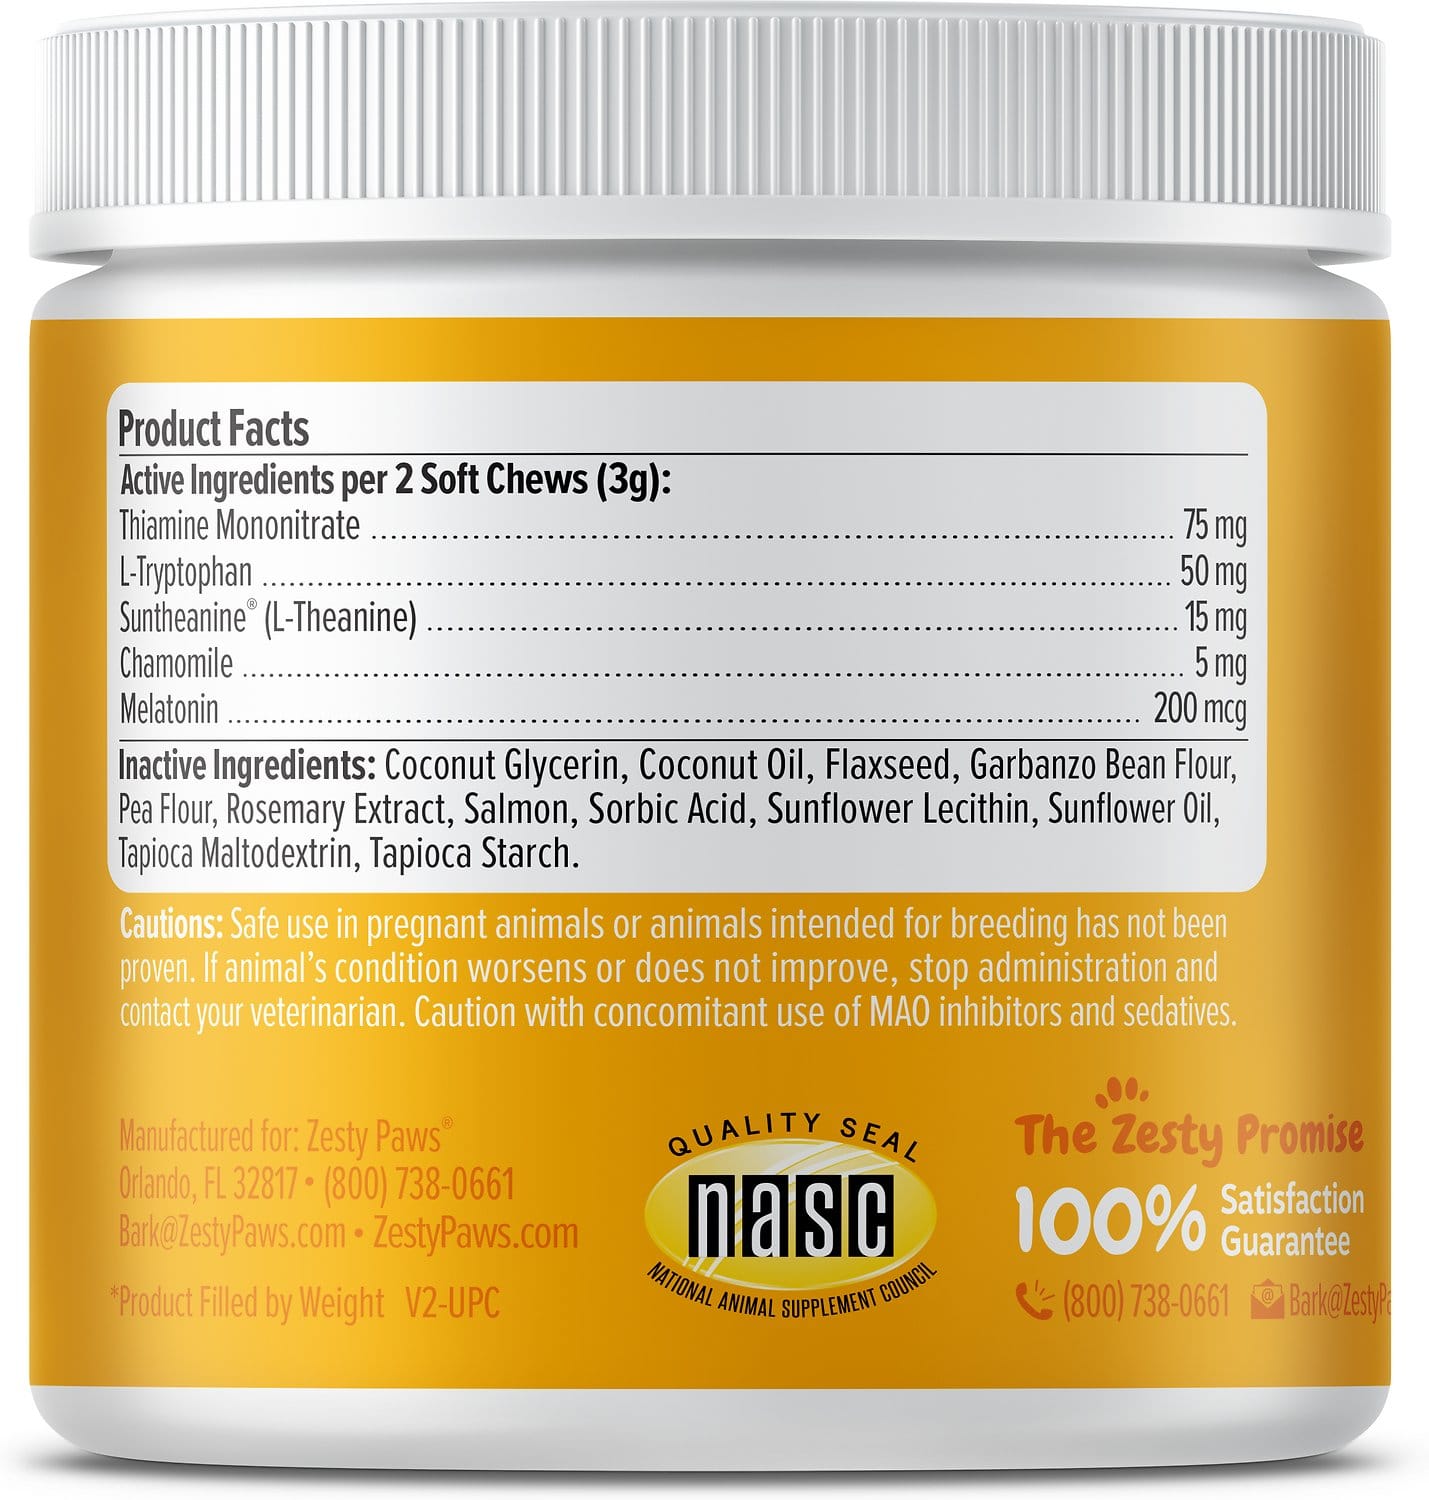 Product Facts
Active Ingredients per 2 Soft Chews (3g):
Thiamine Mononitrate ........ 75 mg
L-Tryptophan ........ 50 mg
Suntheanine® (L-Theanine) ........ 15 mg
Chamomile ........ 5 mg
Melatonin ........ 200 mcg
Inactive Ingredients: Coconut Glycerin, Coconut Oil, Flaxseed, Garbanzo Bean Flour,
Pea Flour, Rosemary Extract, Salmon, Sorbic Acid, Sunflower Lecithin, Sunflower Oil,
Tapioca Maltodextrin, Tapioca Starch.
Cautions: Safe use in pregnant animals or animals intended for breeding has not been
proven. If animal's condition worsens or does not improve, stop administration and
contact your veterinarian. Caution with concomitant use of MAO inhibitors and sedatives.
Manufactured for: Zesty Paws®
Orlando, FL 32817 • (800) 738-0661
Bark@ZestyPaws.com • ZestyPaws.com
*Product Filled by Weight V2-UPC
QUALITY SEAL
nasc
NATIONAL ANIMAL SUPPLEMENT COUNCIL
The Zesty Promise
100% Satisfaction
Guarantee
(800) 738-0661 Bark@ZestyPa